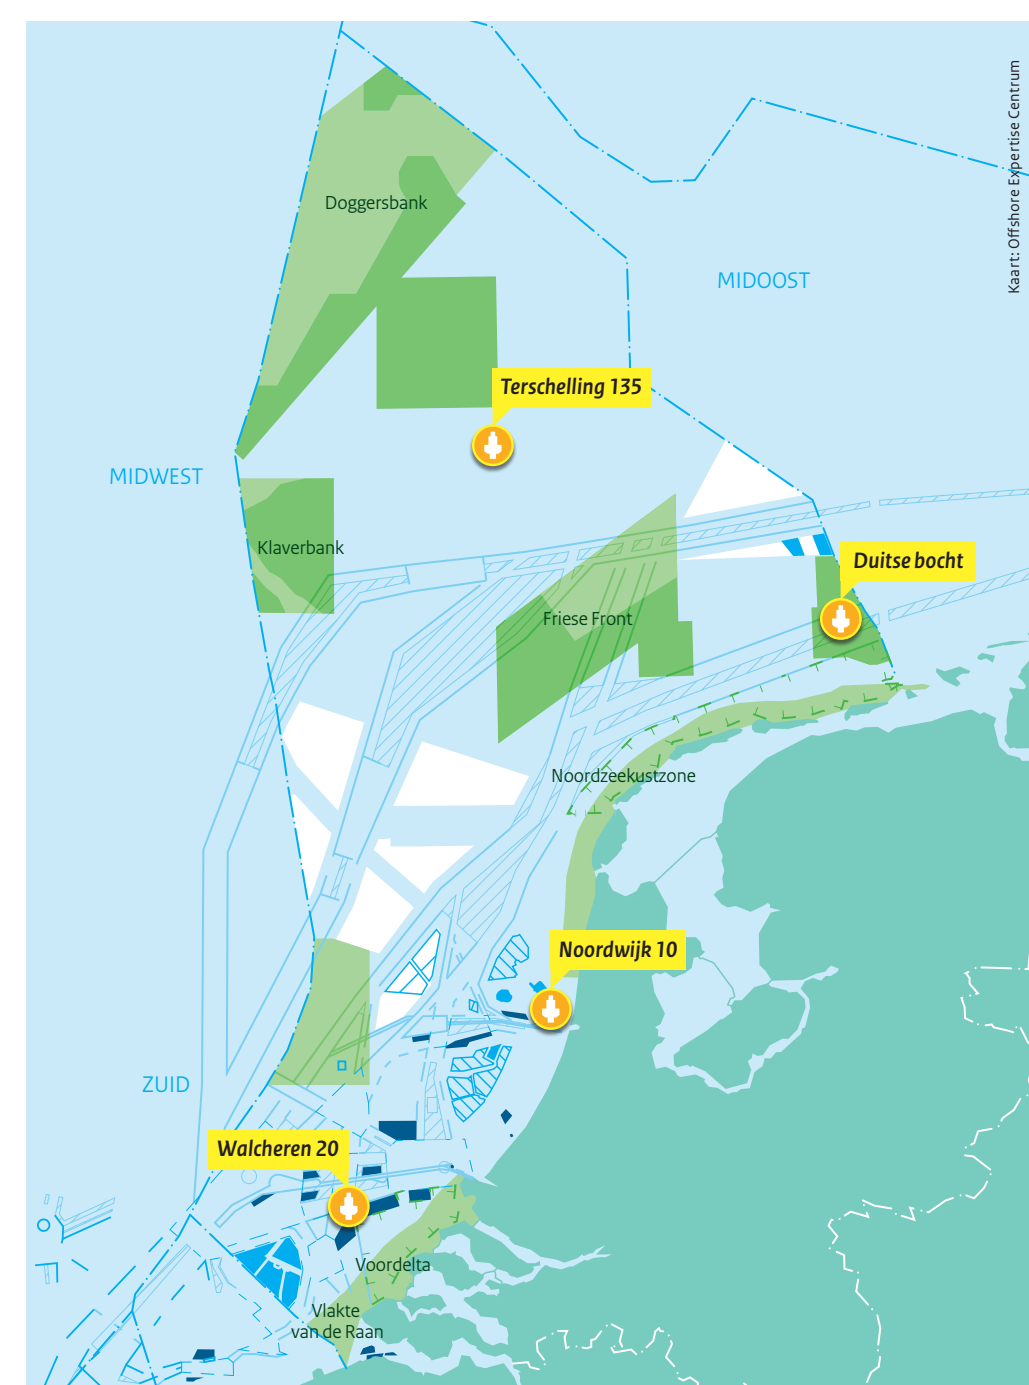 Kaart: Offshore Expertise Centrum
Doggersbank
MIDOOST
Terschelling 135
MIDWEST
Klaverbank
Duitse bocht
Friese Front
Noordzeekustzone
Noordwijk 10
ZUID
Walcheren 20
Voordelta
Vlakte
van de Raan